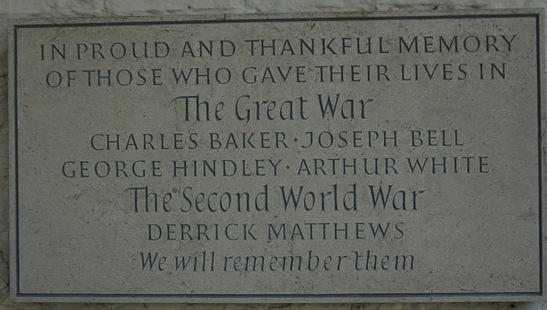 IN PROUD AND THANKFUL MEMORY
OF THOSE WHO GAVE THEIR LIVES IN
The Great War
CHARLES BAKER · JOSEPH BELL
GEORGE HINDLEY · ARTHUR WHITE
The Second World War
DERRICK MATTHEWS
We will remember them